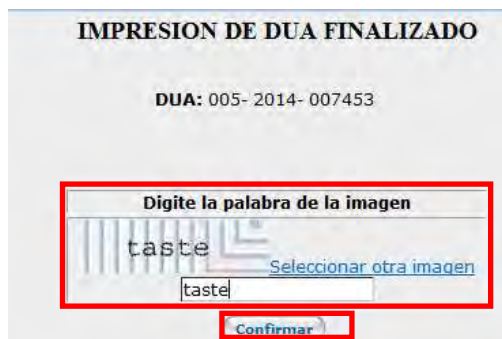 IMPRESION DE DUA FINALIZADO
DUA: 005- 2014- 007453
Digite la palabra de la imagen
taste
Seleccionar otra imagen
taste
Confirmar